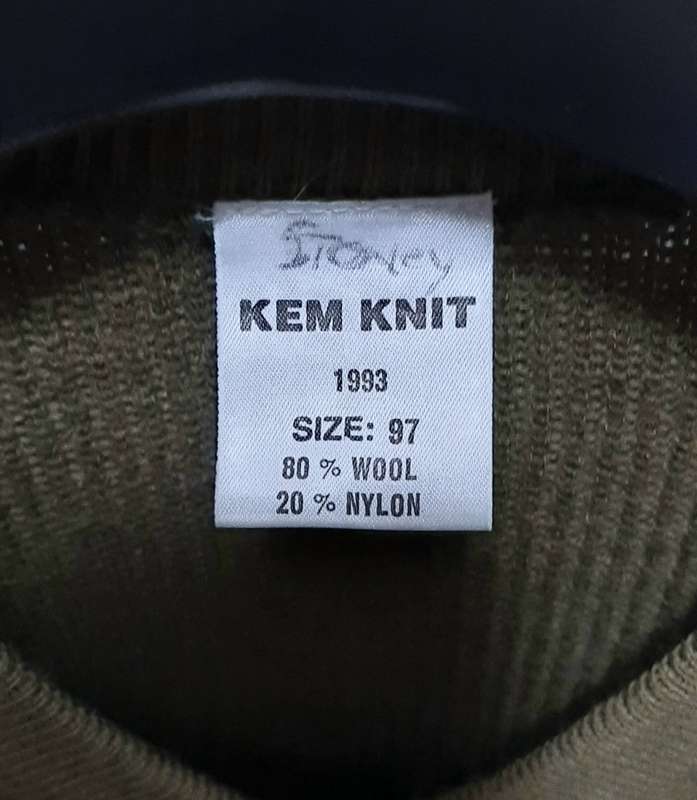 Stoney
KEM KNIT
1993
SIZE: 97
80 % WOOL
20 % NYLON